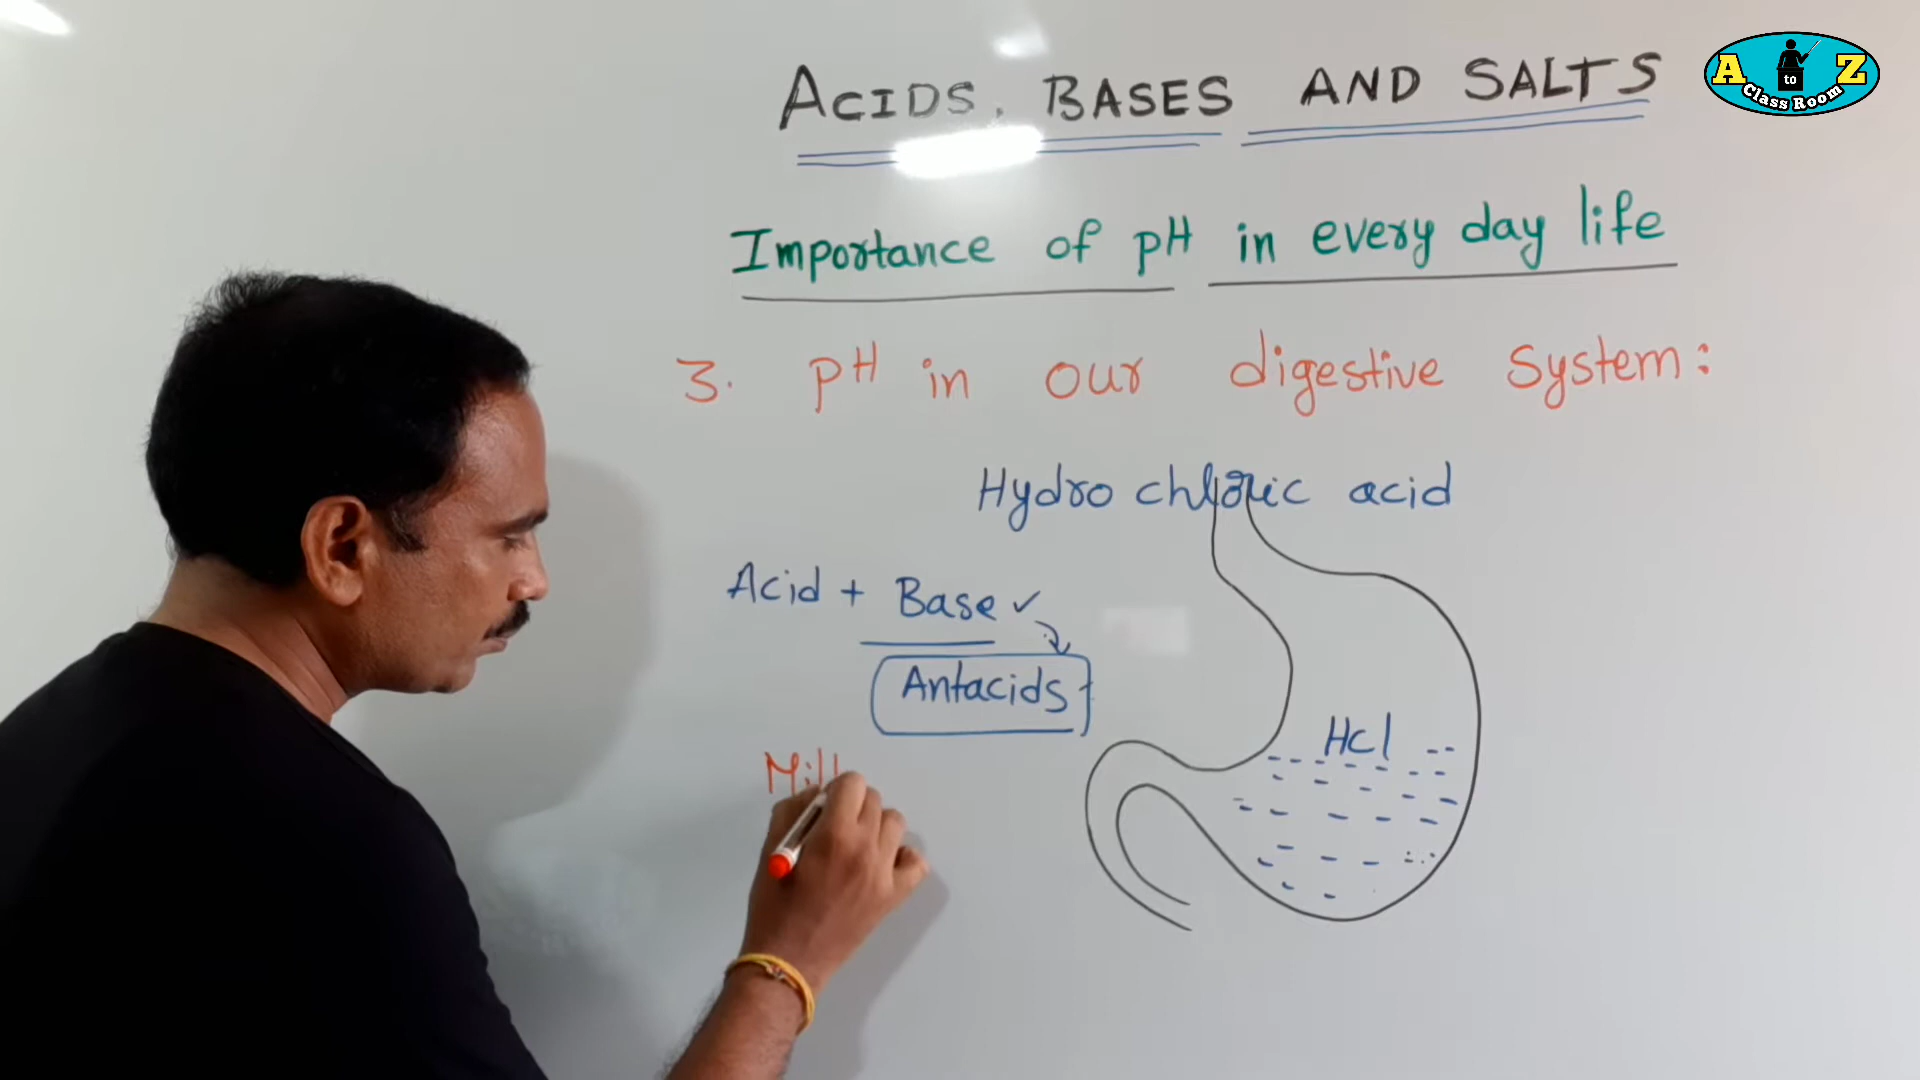 A to Z
Class Room
ACIDS, BASES AND SALTS
Importance of pH in every day life
3. pH in our digestive System:
Hydro chloric acid
Acid + Base ✓
Antacids
HCl